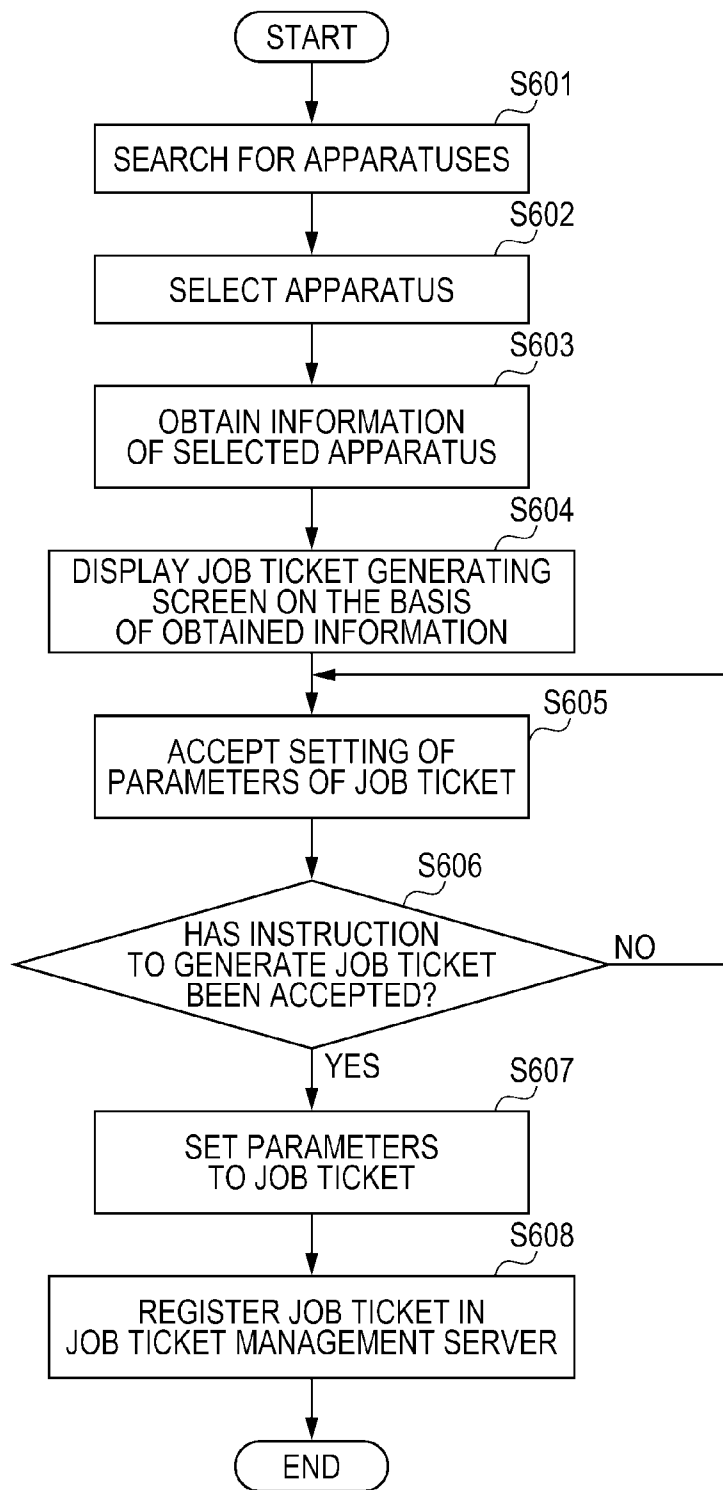 START
S601
SEARCH FOR APPARATUSES
S602
SELECT APPARATUS
S603
OBTAIN INFORMATION
OF SELECTED APPARATUS
S604
DISPLAY JOB TICKET GENERATING
SCREEN ON THE BASIS
OF OBTAINED INFORMATION
S605
ACCEPT SETTING OF
PARAMETERS OF JOB TICKET
S606
HAS INSTRUCTION
TO GENERATE JOB TICKET
BEEN ACCEPTED?
NO
YES
S607
SET PARAMETERS
TO JOB TICKET
S608
REGISTER JOB TICKET IN
JOB TICKET MANAGEMENT SERVER
END